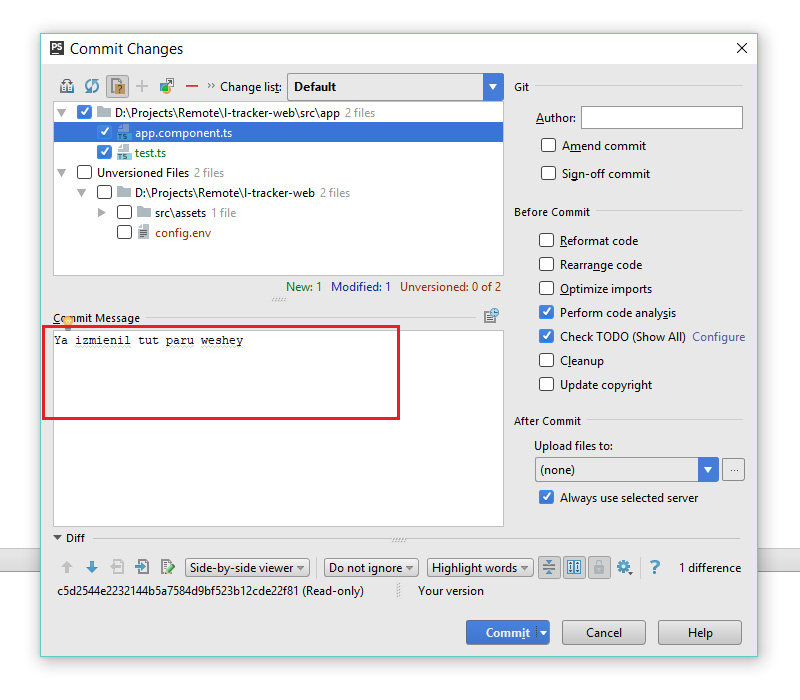 PS Commit Changes
Change list: Default
D:\Projects\Remote\I-tracker-web\src\app 2 files
TS app.component.ts
TS test.ts
Unversioned Files 2 files
D:\Projects\Remote\I-tracker-web 2 files
src\assets 1 file
config.env
New: 1 Modified: 1 Unversioned: 0 of 2
Commit Message
Ya izmienil tut paru weshey
Git
Author:
Amend commit
Sign-off commit
Before Commit
Reformat code
Rearrange code
Optimize imports
Perform code analysis
Check TODO (Show All) Configure
Cleanup
Update copyright
After Commit
Upload files to:
(none)
...
Always use selected server
Diff
Side-by-side viewer Do not ignore Highlight words ? 1 difference
c5d2544e2232144b5a7584d9bf523b12cde22f81 (Read-only) Your version
Commit Cancel Help